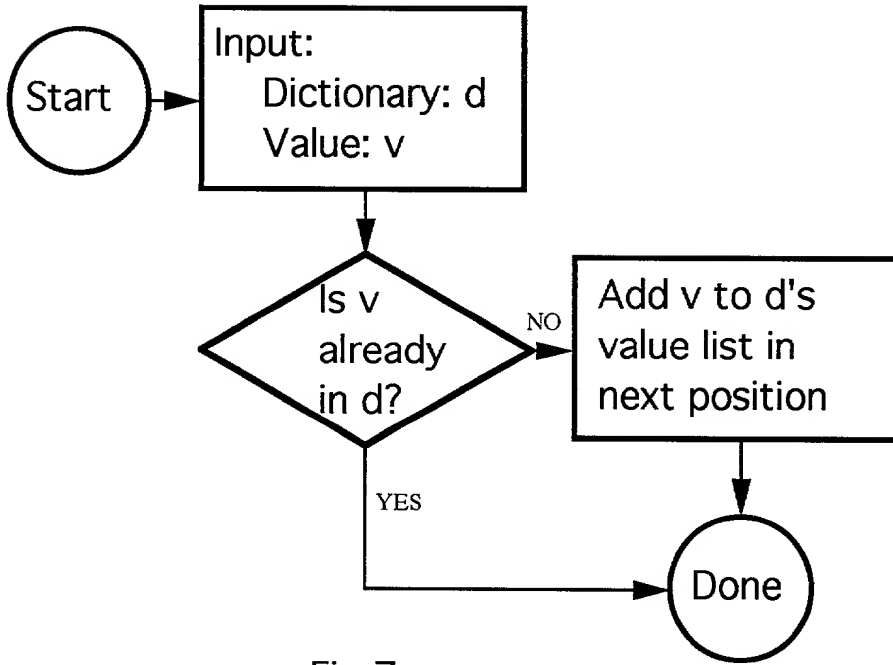 Start
Input:
Dictionary: d
Value: v
Is v
already
in d?
NO
Add v to d's
value list in
next position
YES
Done